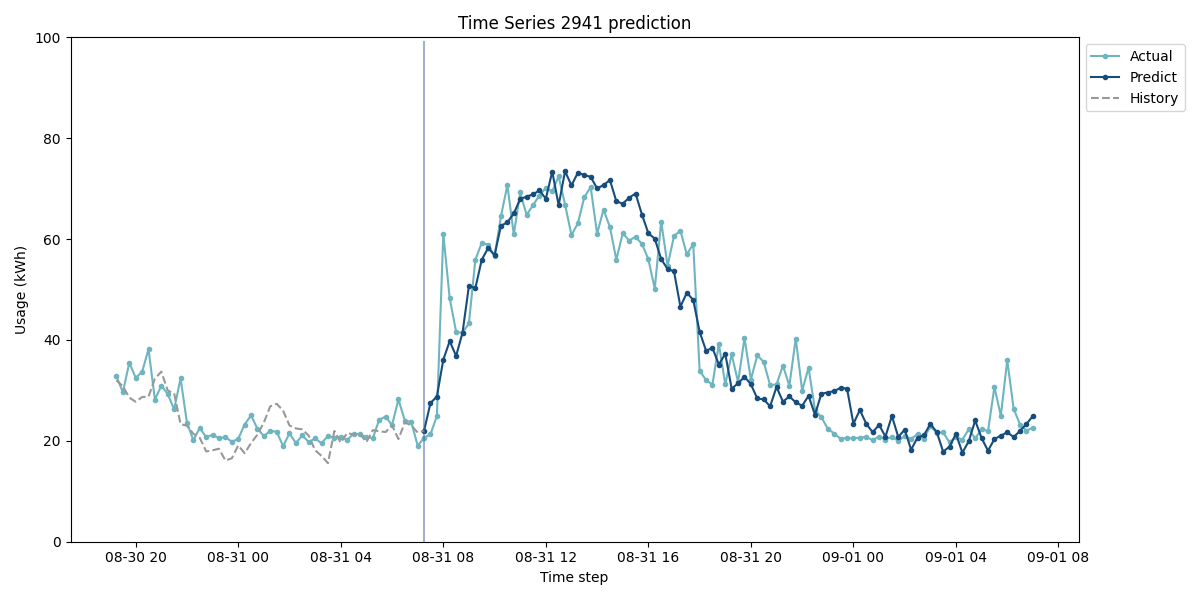 Time Series 2941 prediction
Usage (kWh)
100
80
60
40
20
0
08-30 20
08-31 00
08-31 04
08-31 08
08-31 12
08-31 16
08-31 20
09-01 00
09-01 04
09-01 08
Time step
Actual
Predict
History